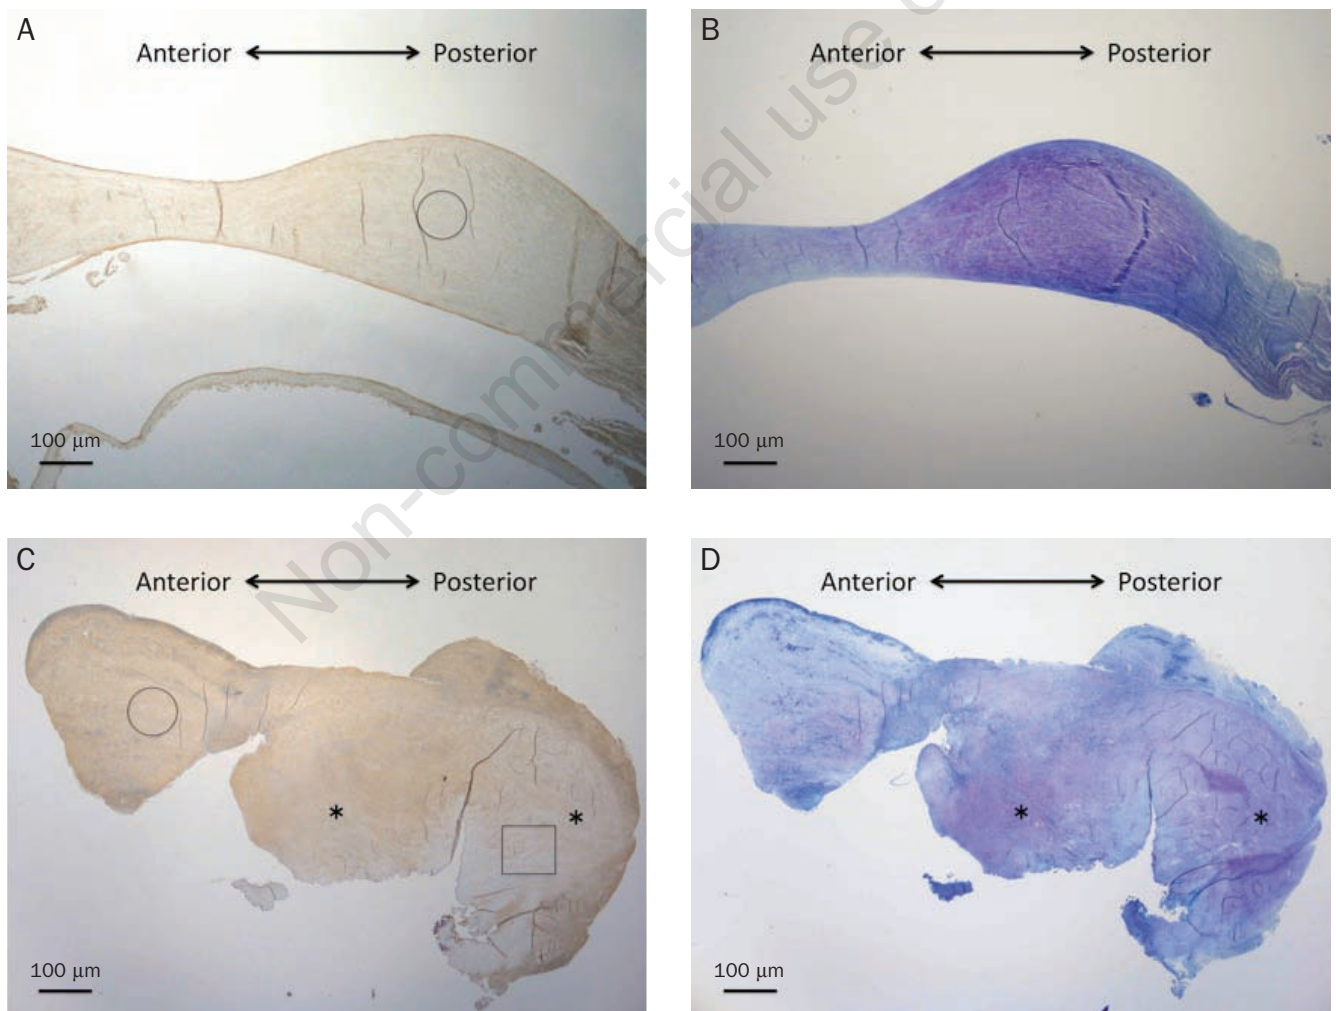 A
Anterior Posterior
100 µm
B
Anterior Posterior
100 µm
C
Anterior Posterior
*
*
100 µm
D
Anterior Posterior
*
*
100 µm
Non-commercial use o